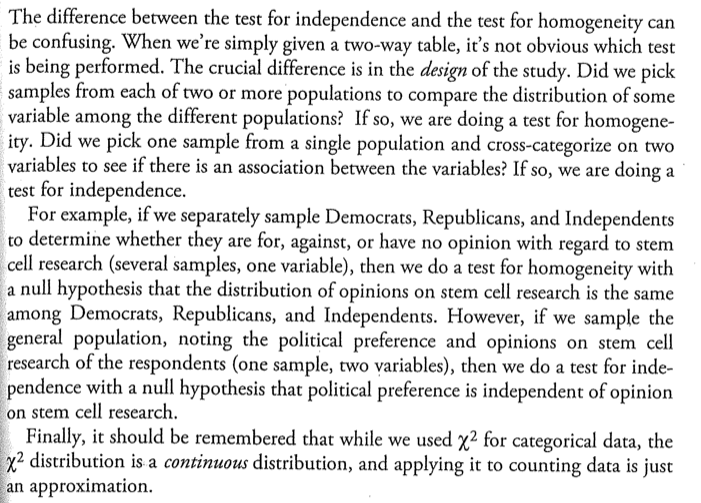 The difference between the test for independence and the test for homogeneity can
be confusing. When we're simply given a two-way table, it's not obvious which test
is being performed. The crucial difference is in the design of the study. Did we pick
samples from each of two or more populations to compare the distribution of some
variable among the different populations? If so, we are doing a test for homogene-
ity. Did we pick one sample from a single population and cross-categorize on two
variables to see if there is an association between the variables? If so, we are doing a
test for independence.
For example, if we separately sample Democrats, Republicans, and Independents
to determine whether they are for, against, or have no opinion with regard to stem
cell research (several samples, one variable), then we do a test for homogeneity with
a null hypothesis that the distribution of opinions on stem cell research is the same
among Democrats, Republicans, and Independents. However, if we sample the
general population, noting the political preference and opinions on stem cell
research of the respondents (one sample, two variables), then we do a test for inde-
pendence with a null hypothesis that political preference is independent of opinion
on stem cell research.
Finally, it should be remembered that while we used χ² for categorical data, the
χ² distribution is a continuous distribution, and applying it to counting data is just
an approximation.